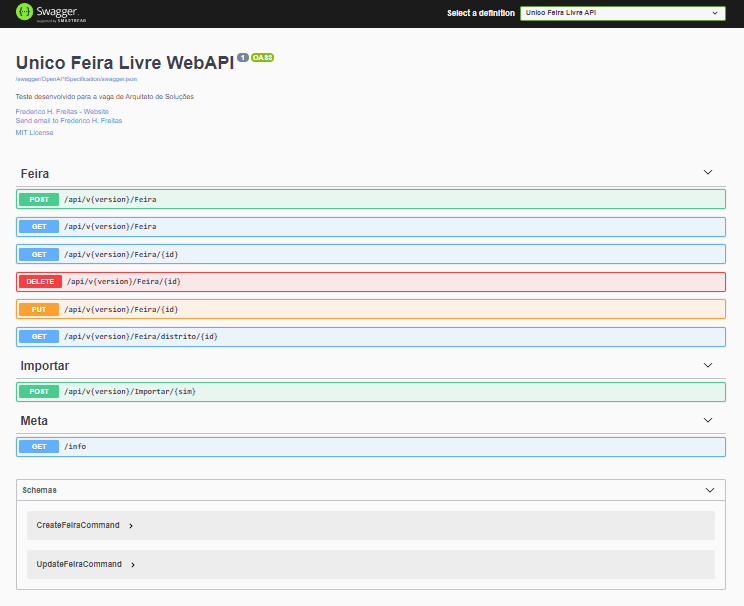 Swagger.
Supported by SMARTBEAR
Select a definition
Unico Feira Livre API
Unico Feira Livre WebAPI 1 OAS3
/swagger/OpenAPISpecification/swagger.json
Teste desenvolvido para a vaga de Arquiteto de Soluções
Frederico H. Freitas - Website
Send email to Frederico H. Freitas
MIT License
Feira
POST /api/v{version}/Feira
GET /api/v{version}/Feira
GET /api/v{version}/Feira/{id}
DELETE /api/v{version}/Feira/{id}
PUT /api/v{version}/Feira/{id}
GET /api/v{version}/Feira/distrito/{id}
Importar
POST /api/v{version}/Importar/{sim}
Meta
GET /info
Schemas
CreateFeiraCommand
UpdateFeiraCommand